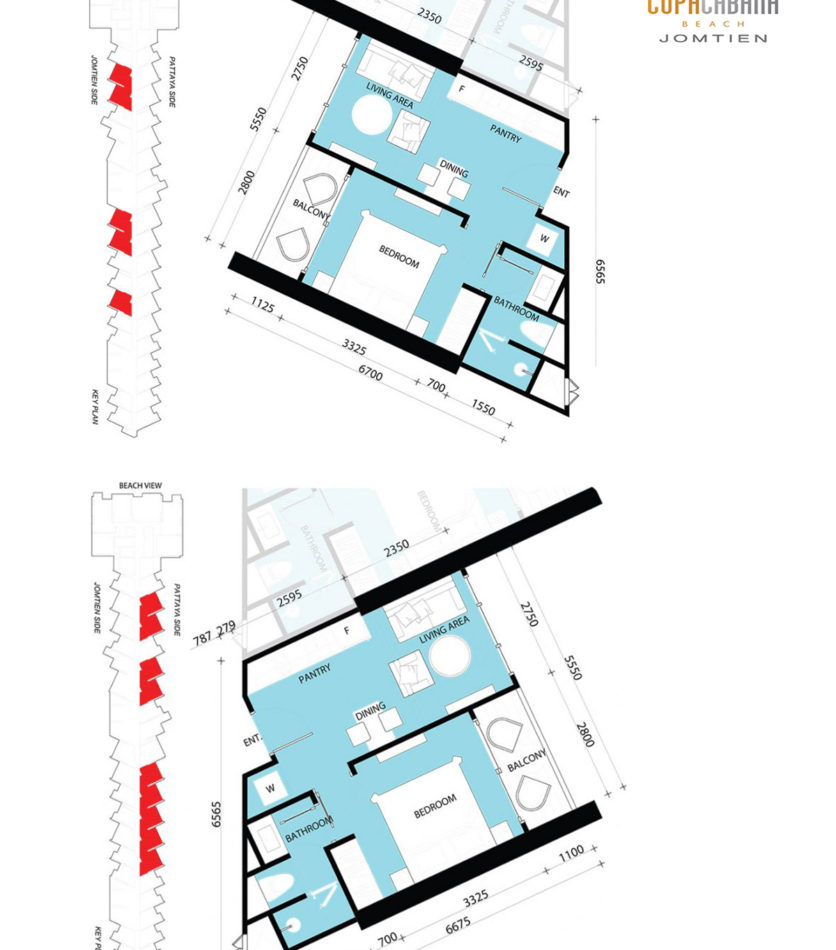 COPACABANA
BEACH
JOMTIEN
JOMTIEN SIDE
PATTAYA SIDE
KEY PLAN
2350
2595
2750
5550
2800
BATHROOM
LIVING AREA
F
PANTRY
DINING
ENT
BALCONY
BEDROOM
W
BATHROOM
6565
1125
3325
6700
700
1550
BEACH VIEW
JOMTIEN SIDE
PATTAYA SIDE
BATHROOM
BEDROOM
2350
2595
787 279
2750
5550
2800
F
LIVING AREA
PANTRY
DINING
ENT.
W
BALCONY
BEDROOM
BATHROOM
6565
1100
3325
6675
700